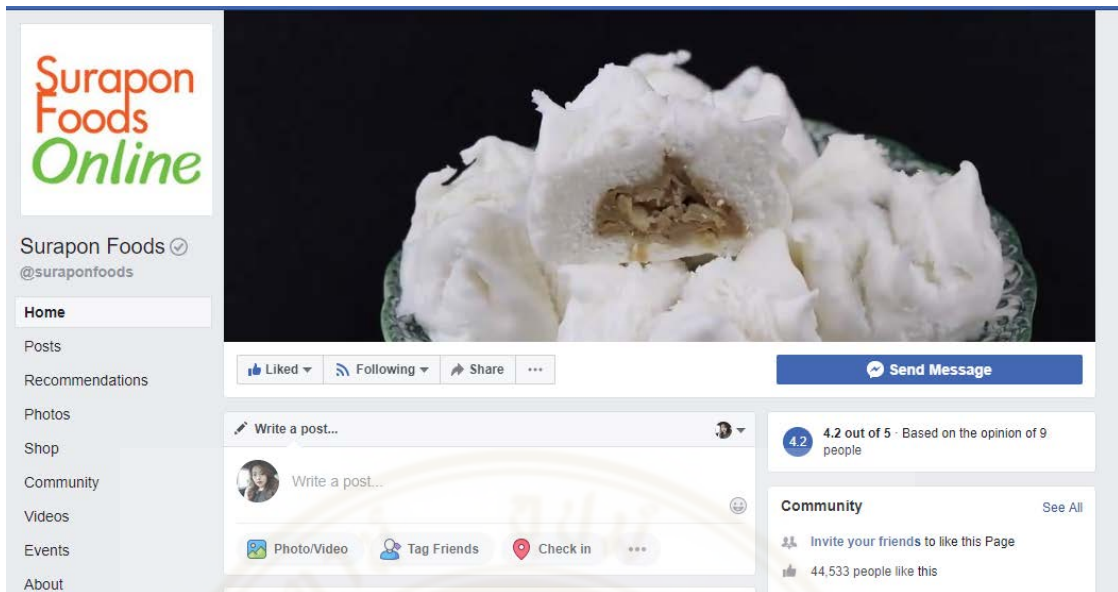 Surapon
Foods
Online
Surapon Foods
@suraponfoods
Home
Posts
Recommendations
Photos
Shop
Community
Videos
Events
About
Liked
Following
Share
Send Message
Write a post...
Write a post...
Photo/Video
Tag Friends
Check in
4.2
4.2 out of 5 · Based on the opinion of 9
people
Community
See All
Invite your friends to like this Page
44,533 people like this